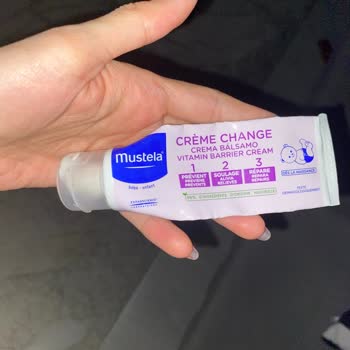 mustela
bébé - enfant
CRÈME CHANGE
CREMA BÁLSAMO
VITAMIN BARRIER CREAM
1 2 3
PRÉVIENT SOULAGE RÉPARE
PREVIENE ALIVIA REPARA
PREVENTS RELIEVES
DÈS LA NAISSANCE